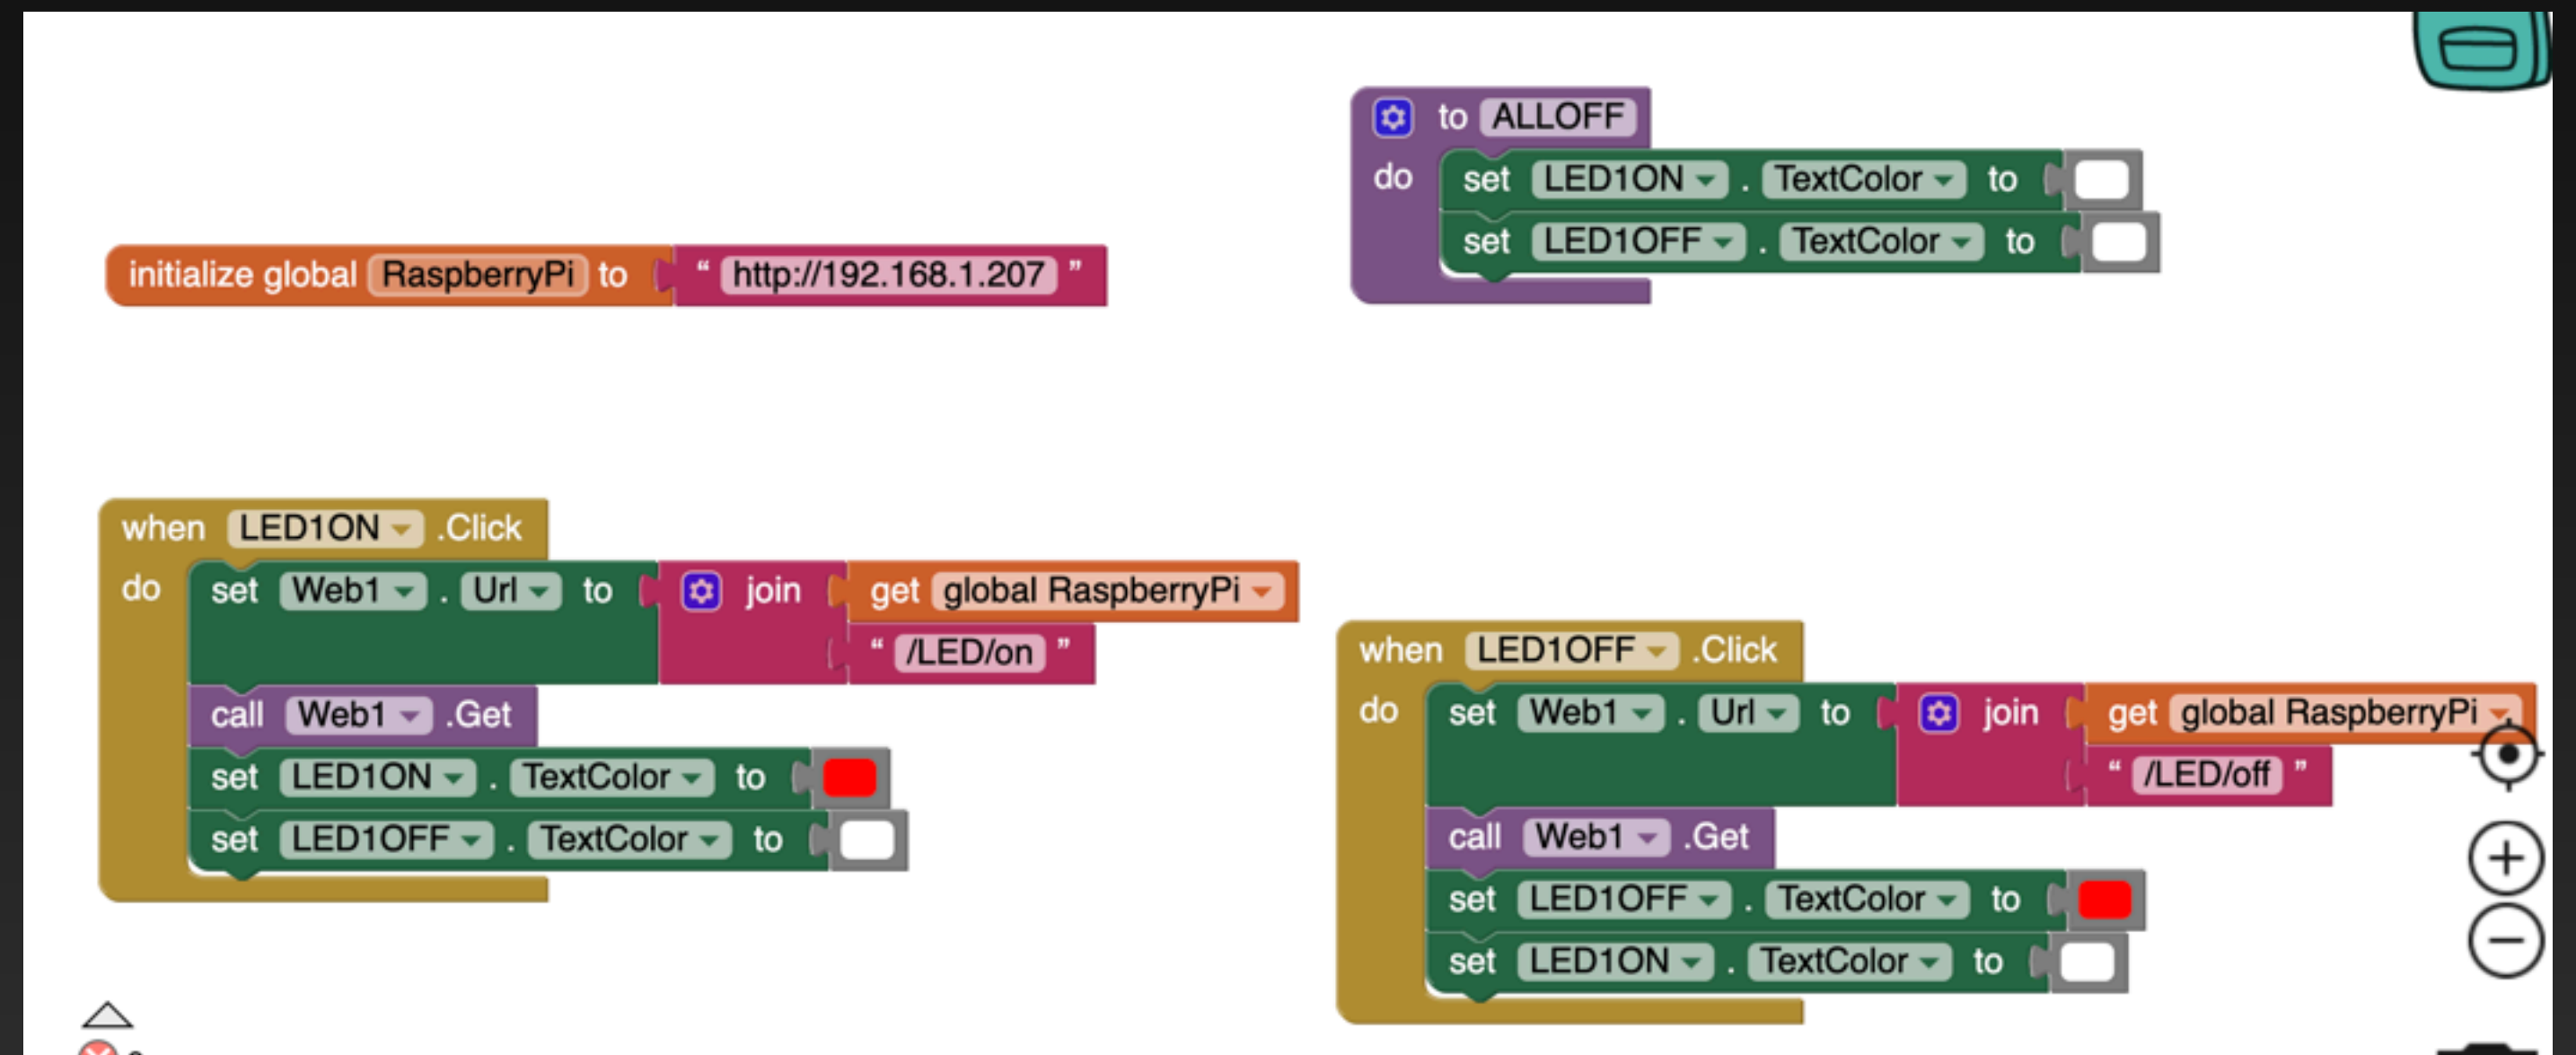 to ALLOFF
do set LED1ON . TextColor to
set LED1OFF . TextColor to
initialize global RaspberryPi to “ http://192.168.1.207 ”
when LED1ON .Click
do set Web1 . Url to join get global RaspberryPi
“ /LED/on ”
call Web1 .Get
set LED1ON . TextColor to
set LED1OFF . TextColor to
when LED1OFF .Click
do set Web1 . Url to join get global RaspberryPi
“ /LED/off ”
call Web1 .Get
set LED1OFF . TextColor to
set LED1ON . TextColor to